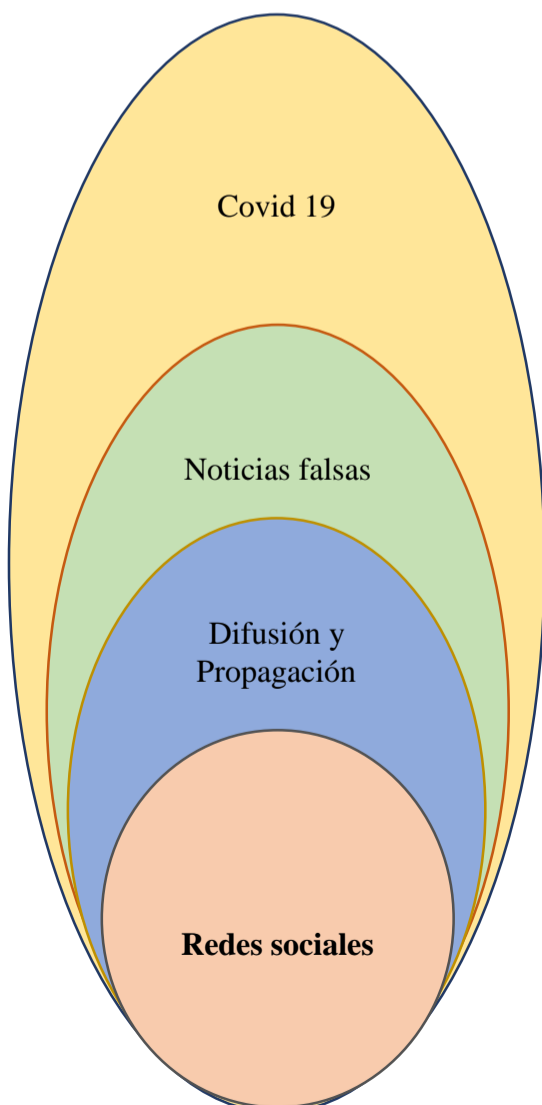 Covid 19
Noticias falsas
Difusión y
Propagación
Redes sociales